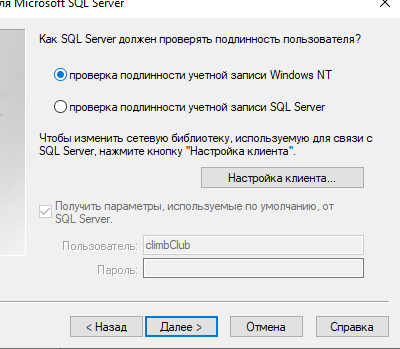 ля Microsoft SQL Server
Как SQL Server должен проверять подлинность пользователя?
проверка подлинности учетной записи Windows NT
проверка подлинности учетной записи SQL Server
Чтобы изменить сетевую библиотеку, используемую для связи с
SQL Server, нажмите кнопку "Настройка клиента".
Настройка клиента...
Получить параметры, используемые по умолчанию, от
SQL Server.
Пользователь: climbClub
Пароль:
< Назад Далее > Отмена Справка